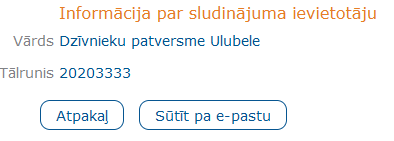 Informācija par sludinājuma ievietotāju
Vārds Dzīvnieku patversme Ulubele
Tālrunis 20203333
Atpakaļ Sūtīt pa e-pastu